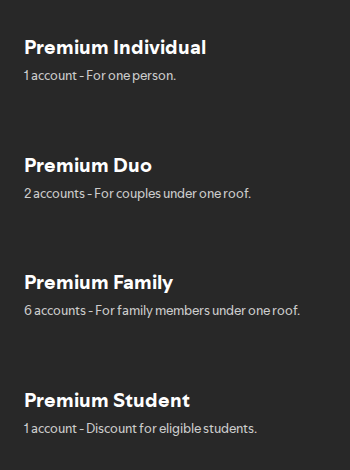 Premium Individual
1 account - For one person.
Premium Duo
2 accounts - For couples under one roof.
Premium Family
6 accounts - For family members under one roof.
Premium Student
1 account - Discount for eligible students.